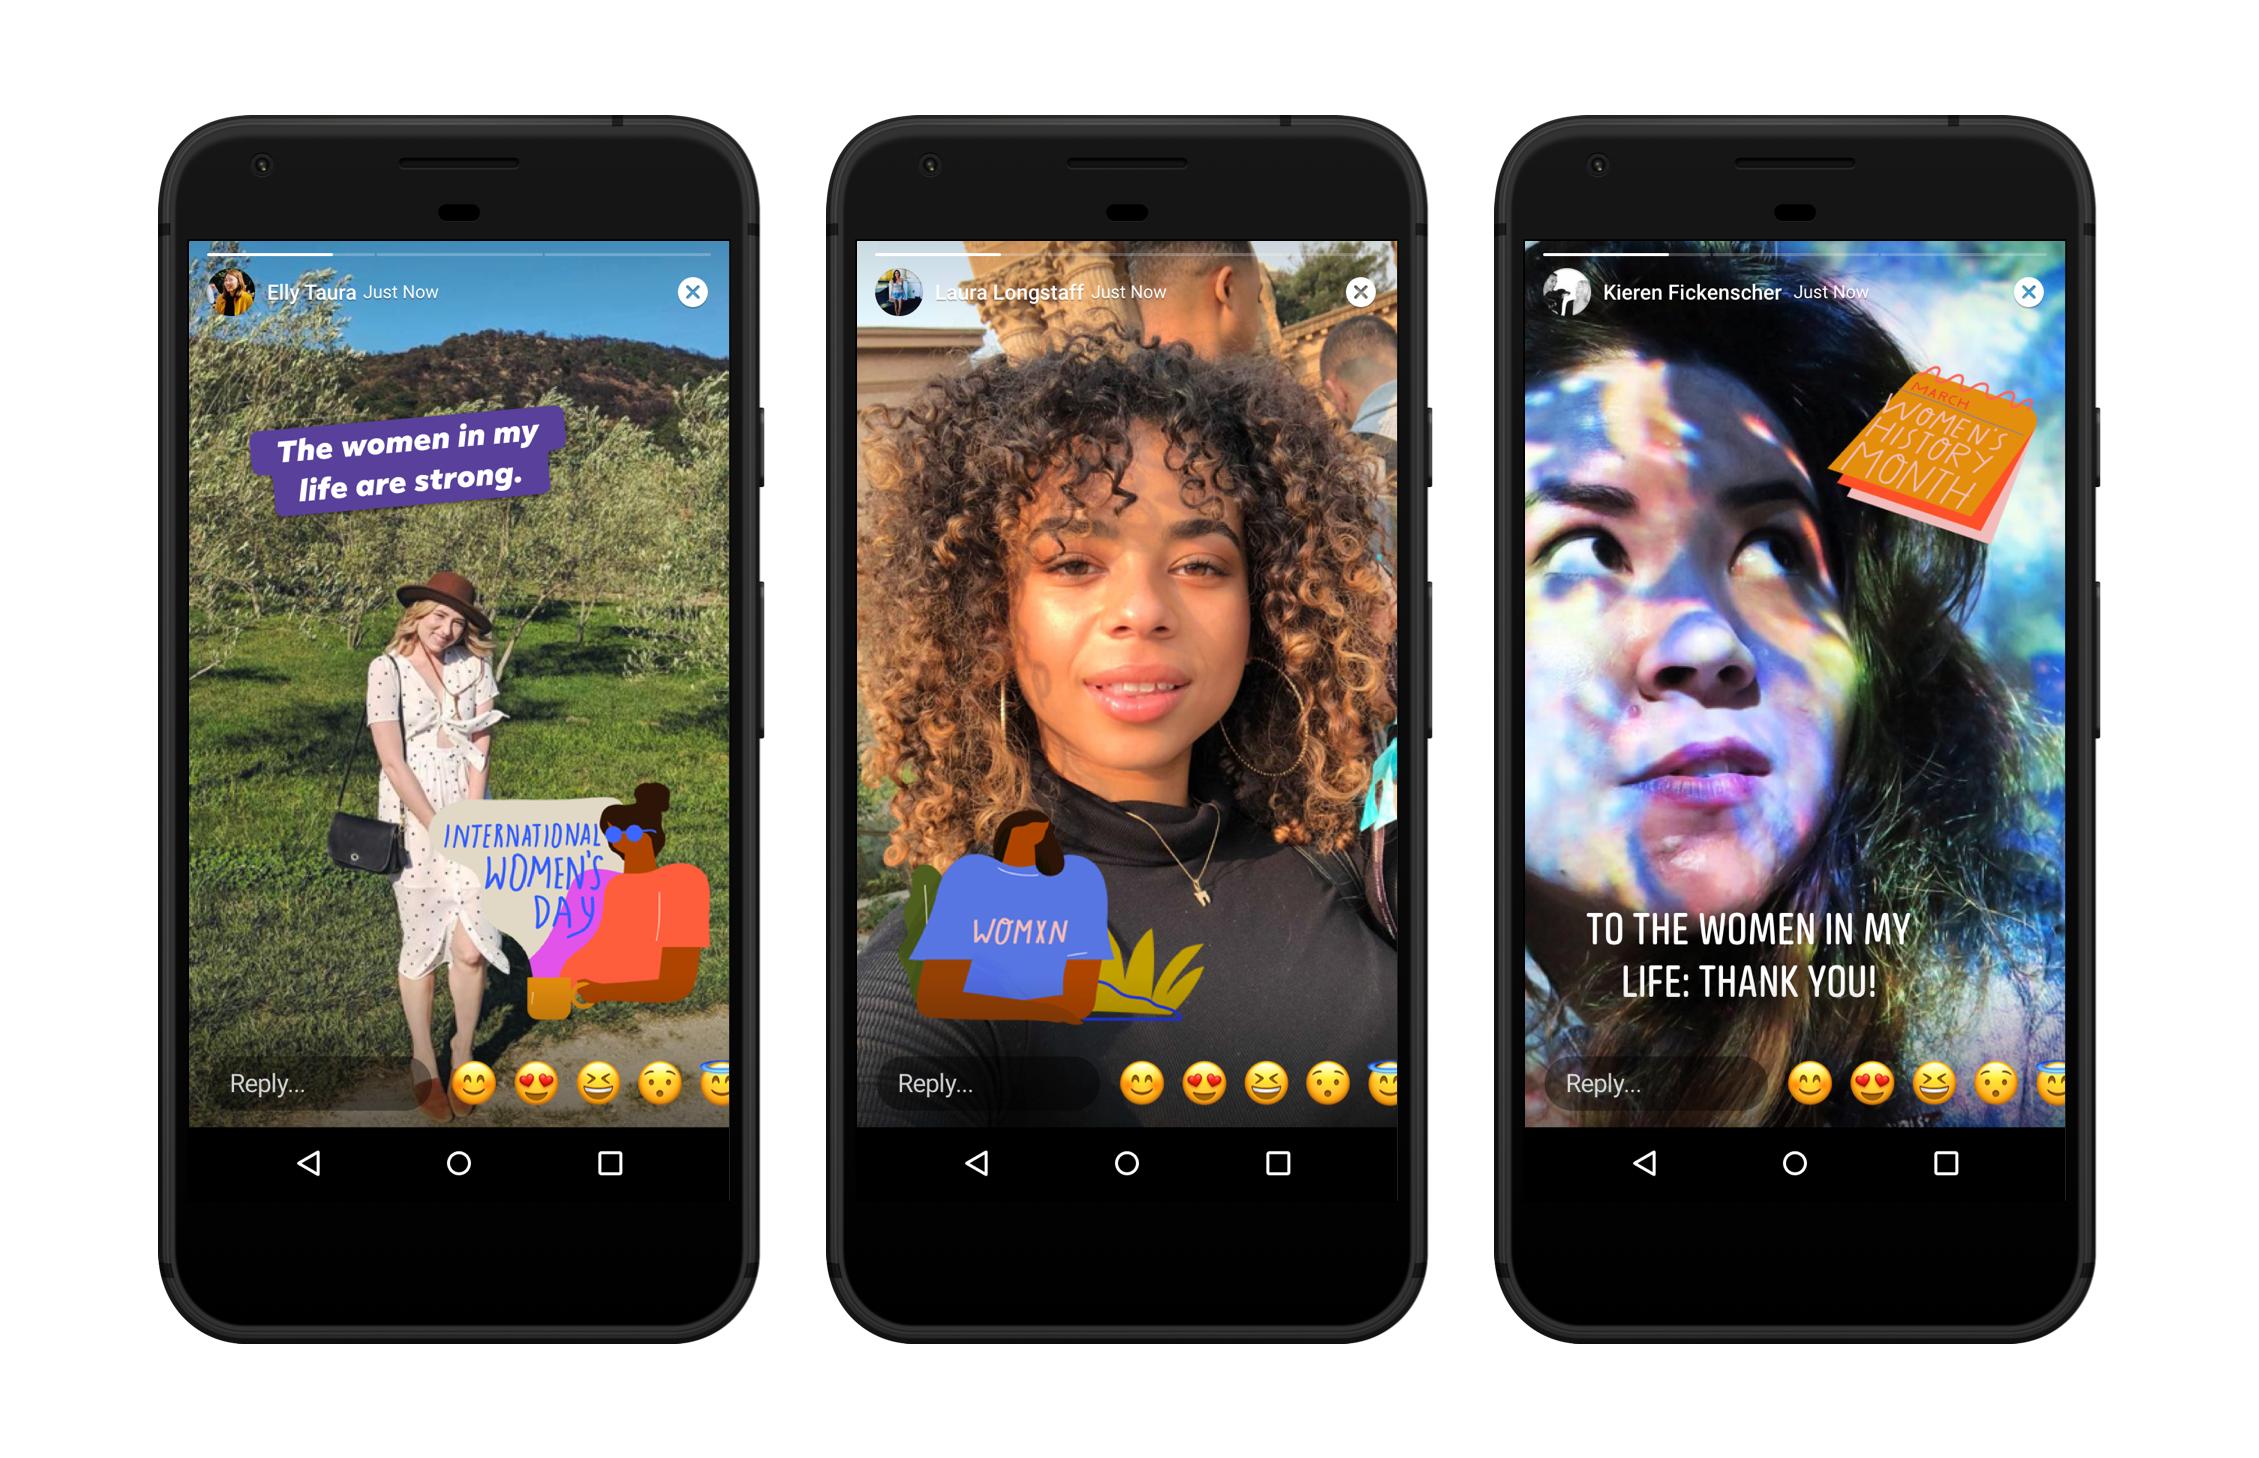 Elly Taura Just Now
The women in my
life are strong.
INTERNATIONAL
WOMEN'S
DAY
Reply...
Laura Longstaff Just Now
WOMXN
Reply...
Kieren Fickenscher Just Now
MARCH
WOMEN'S
HISTORY
MONTH
TO THE WOMEN IN MY
LIFE: THANK YOU!
Reply...